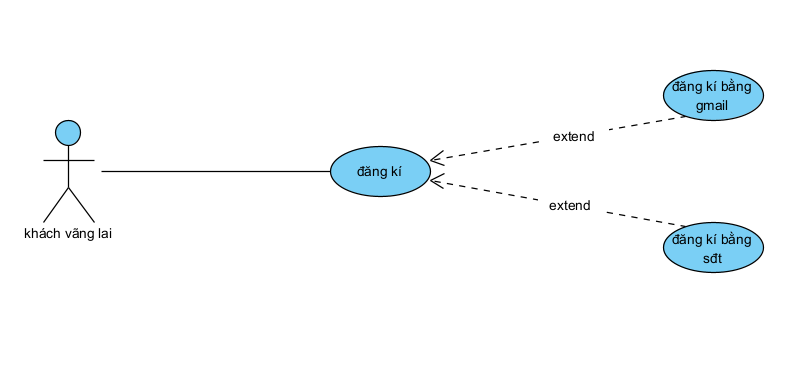 đăng kí bằng
gmail
extend
đăng kí
extend
khách vãng lai
đăng kí bằng
sđt